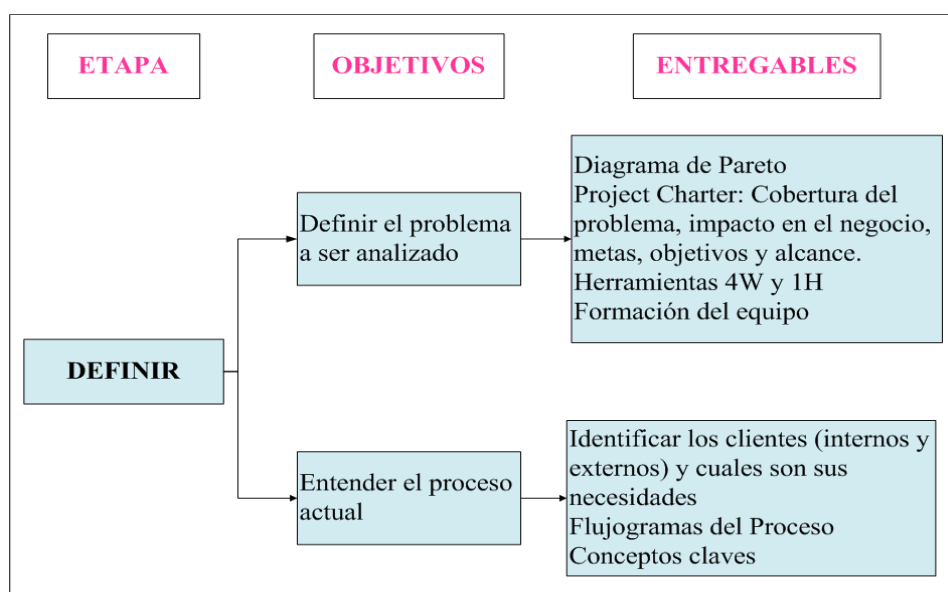 ETAPA
OBJETIVOS
ENTREGABLES
Definir el problema
a ser analizado
Diagrama de Pareto
Project Charter: Cobertura del
problema, impacto en el negocio,
metas, objetivos y alcance.
Herramientas 4W y 1H
Formación del equipo
DEFINIR
Entender el proceso
actual
Identificar los clientes (internos y
externos) y cuales son sus
necesidades
Flujogramas del Proceso
Conceptos claves